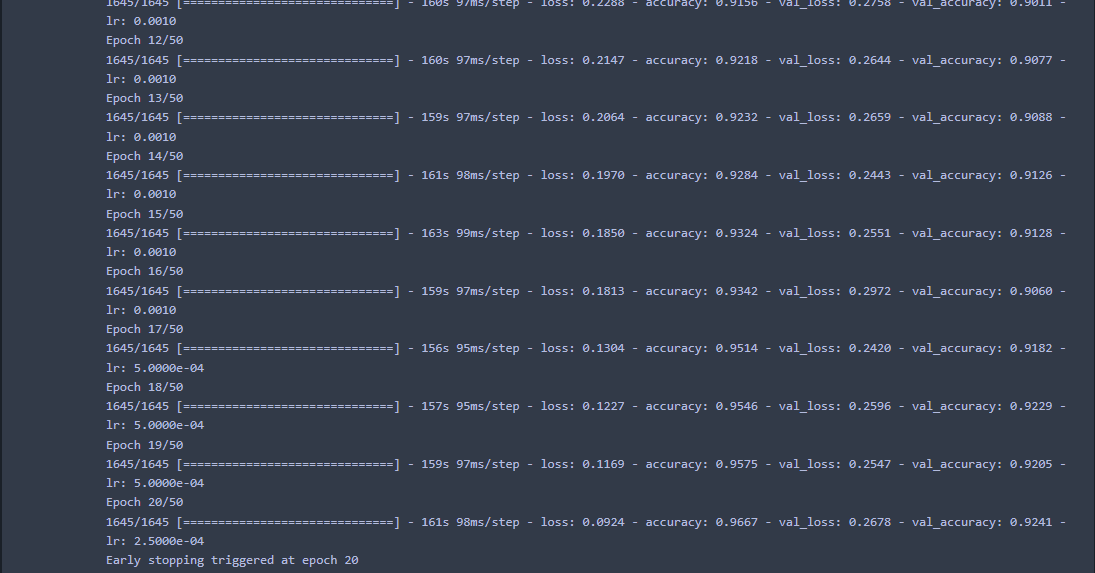 1645/1645 [==============================] - 160s 97ms/step - loss: 0.2288 - accuracy: 0.9156 - val_loss: 0.2758 - val_accuracy: 0.9011 -
lr: 0.0010
Epoch 12/50
1645/1645 [==============================] - 160s 97ms/step - loss: 0.2147 - accuracy: 0.9218 - val_loss: 0.2644 - val_accuracy: 0.9077 -
lr: 0.0010
Epoch 13/50
1645/1645 [==============================] - 159s 97ms/step - loss: 0.2064 - accuracy: 0.9232 - val_loss: 0.2659 - val_accuracy: 0.9088 -
lr: 0.0010
Epoch 14/50
1645/1645 [==============================] - 161s 98ms/step - loss: 0.1970 - accuracy: 0.9284 - val_loss: 0.2443 - val_accuracy: 0.9126 -
lr: 0.0010
Epoch 15/50
1645/1645 [==============================] - 163s 99ms/step - loss: 0.1850 - accuracy: 0.9324 - val_loss: 0.2551 - val_accuracy: 0.9128 -
lr: 0.0010
Epoch 16/50
1645/1645 [==============================] - 159s 97ms/step - loss: 0.1813 - accuracy: 0.9342 - val_loss: 0.2972 - val_accuracy: 0.9060 -
lr: 0.0010
Epoch 17/50
1645/1645 [==============================] - 156s 95ms/step - loss: 0.1304 - accuracy: 0.9514 - val_loss: 0.2420 - val_accuracy: 0.9182 -
lr: 5.0000e-04
Epoch 18/50
1645/1645 [==============================] - 157s 95ms/step - loss: 0.1227 - accuracy: 0.9546 - val_loss: 0.2596 - val_accuracy: 0.9229 -
lr: 5.0000e-04
Epoch 19/50
1645/1645 [==============================] - 159s 97ms/step - loss: 0.1169 - accuracy: 0.9575 - val_loss: 0.2547 - val_accuracy: 0.9205 -
lr: 5.0000e-04
Epoch 20/50
1645/1645 [==============================] - 161s 98ms/step - loss: 0.0924 - accuracy: 0.9667 - val_loss: 0.2678 - val_accuracy: 0.9241 -
lr: 2.5000e-04
Early stopping triggered at epoch 20